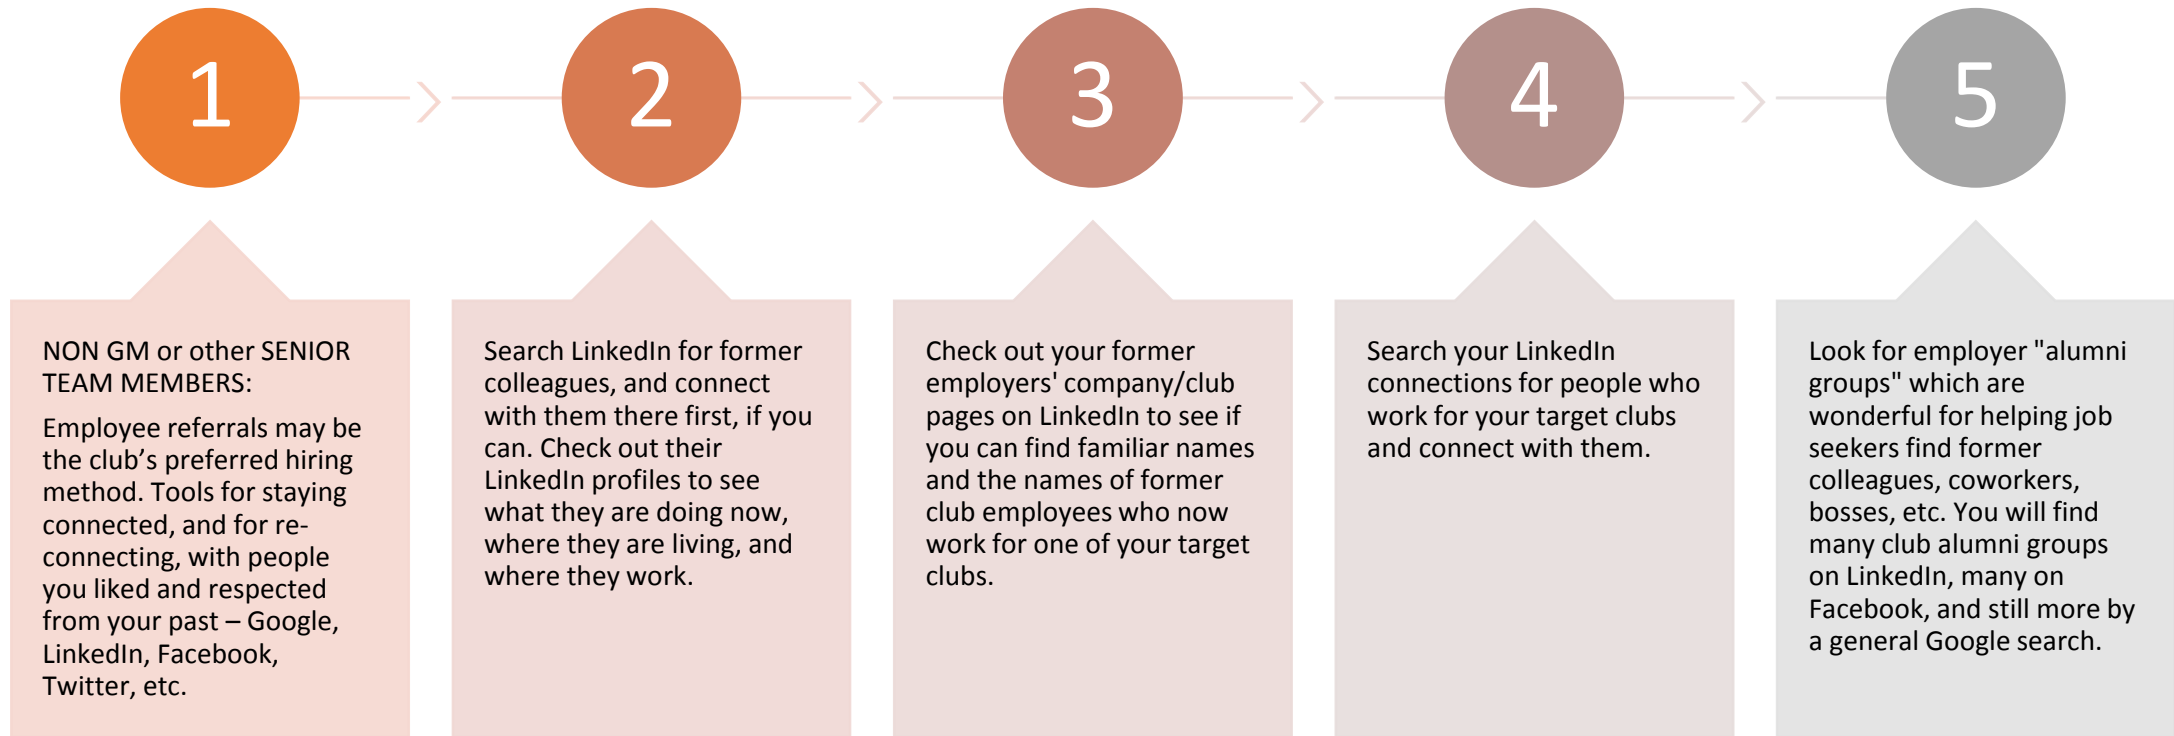 1
2
3
4
5
NON GM or other SENIOR
TEAM MEMBERS:
Employee referrals may be
the club’s preferred hiring
method. Tools for staying
connected, and for re-
connecting, with people
you liked and respected
from your past – Google,
LinkedIn, Facebook,
Twitter, etc.
Search LinkedIn for former
colleagues, and connect
with them there first, if you
can. Check out their
LinkedIn profiles to see
what they are doing now,
where they are living, and
where they work.
Check out your former
employers' company/club
pages on LinkedIn to see if
you can find familiar names
and the names of former
club employees who now
work for one of your target
clubs.
Search your LinkedIn
connections for people who
work for your target clubs
and connect with them.
Look for employer "alumni
groups" which are
wonderful for helping job
seekers find former
colleagues, coworkers,
bosses, etc. You will find
many club alumni groups
on LinkedIn, many on
Facebook, and still more by
a general Google search.